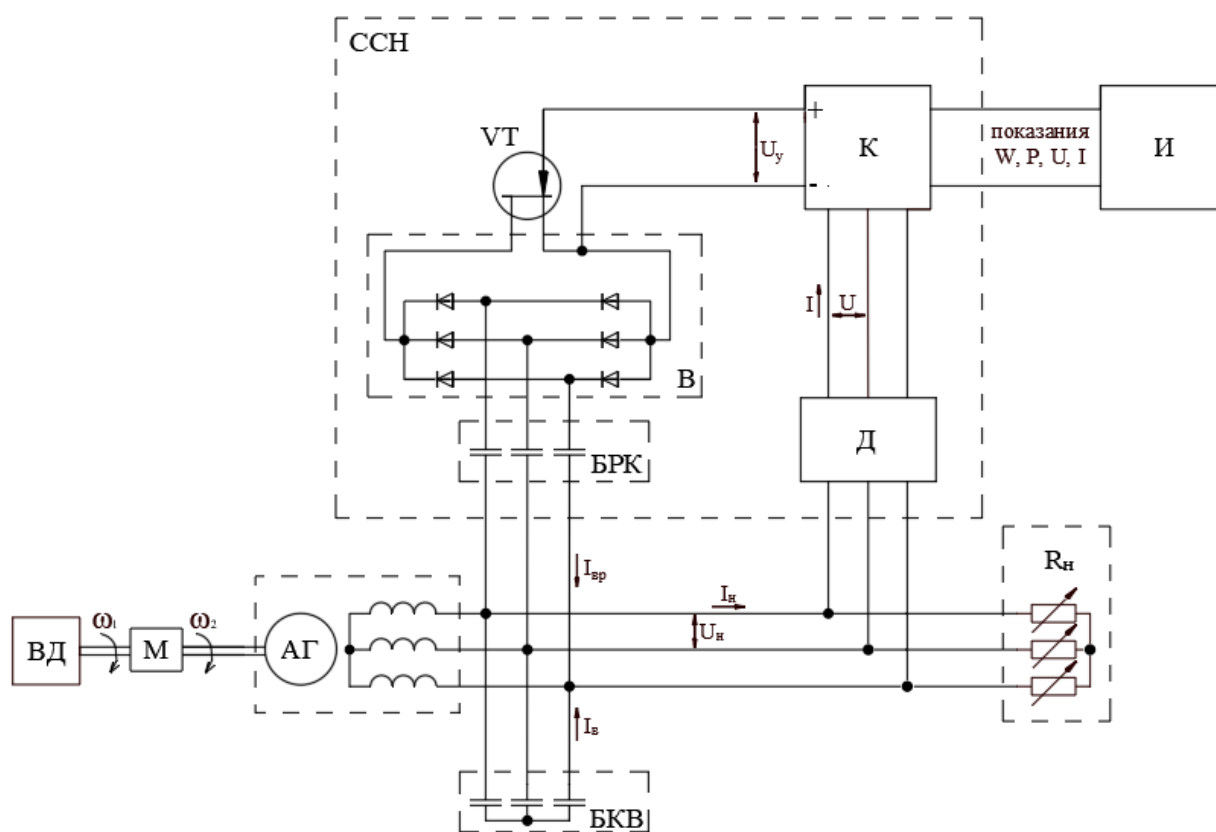 ССН
VT
+
К
И
Uу
показания
W, P, U, I
-
I
U
В
БРК
Д
Iвр
Rн
Iн
ω1
ω2
Uн
ВД
М
АГ
Iв
БКВ